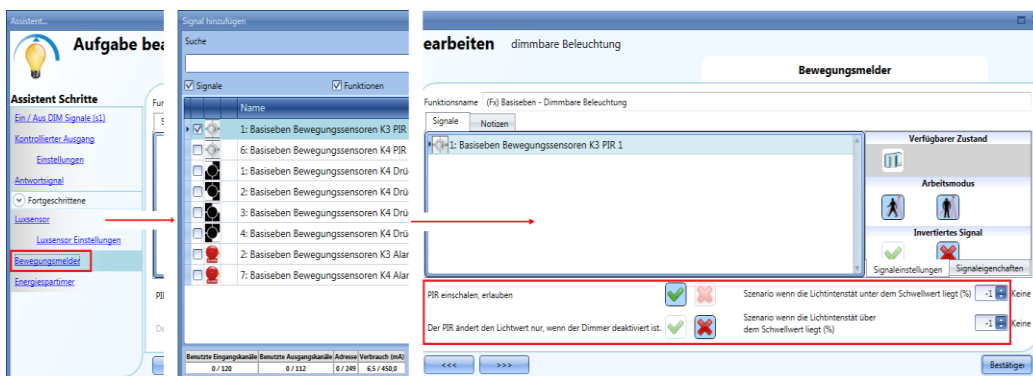 Assistent...
Aufgabe bea
Assistent Schritte
Ein / Aus DIM Signale (s1)
Kontrollierter Ausgang
Einstellungen
Antwortsignal
Fortgeschrittene
Luxsensor
Luxsensor Einstellungen
Bewegungsmelder
Energiespartimer
Fur
S
PI
De
Signal hinzufügen
Suche
Signale
Funktionen
Name
1: Basiseben Bewegungssensoren K3 PIR
6: Basiseben Bewegungssensoren K4 PIR
1: Basiseben Bewegungssensoren K4 Drü
2: Basiseben Bewegungssensoren K4 Drü
3: Basiseben Bewegungssensoren K4 Drü
4: Basiseben Bewegungssensoren K4 Drü
2: Basiseben Bewegungssensoren K3 Alar
7: Basiseben Bewegungssensoren K4 Alar
Benutzte Eingangskanäle Benutzte Ausgangskanäle Adresse Verbrauch (mA)
0 / 120 0 / 112 0 / 249 6,5 / 450,0
earbeiten dimmbare Beleuchtung
Bewegungsmelder
Funktionsname (Fx) Basiseben - Dimmbare Beleuchtung
Signale Notizen
1: Basiseben Bewegungssensoren K3 PIR 1
Verfügbarer Zustand
Arbeitsmodus
Invertiertes Signal
Signaleinstellungen Signaleigenchaften
PIR einschalen, erlauben
Szenario wenn die Lichtintenstät unter dem Schwellwert liegt (%) -1 Keine
Der PIR ändert den Lichtwert nur, wenn der Dimmer deaktiviert ist.
Szenario wenn die Lichtintenstät über
dem Schwellwert liegt (%) -1 Keine
<<< >>>
Bestätige